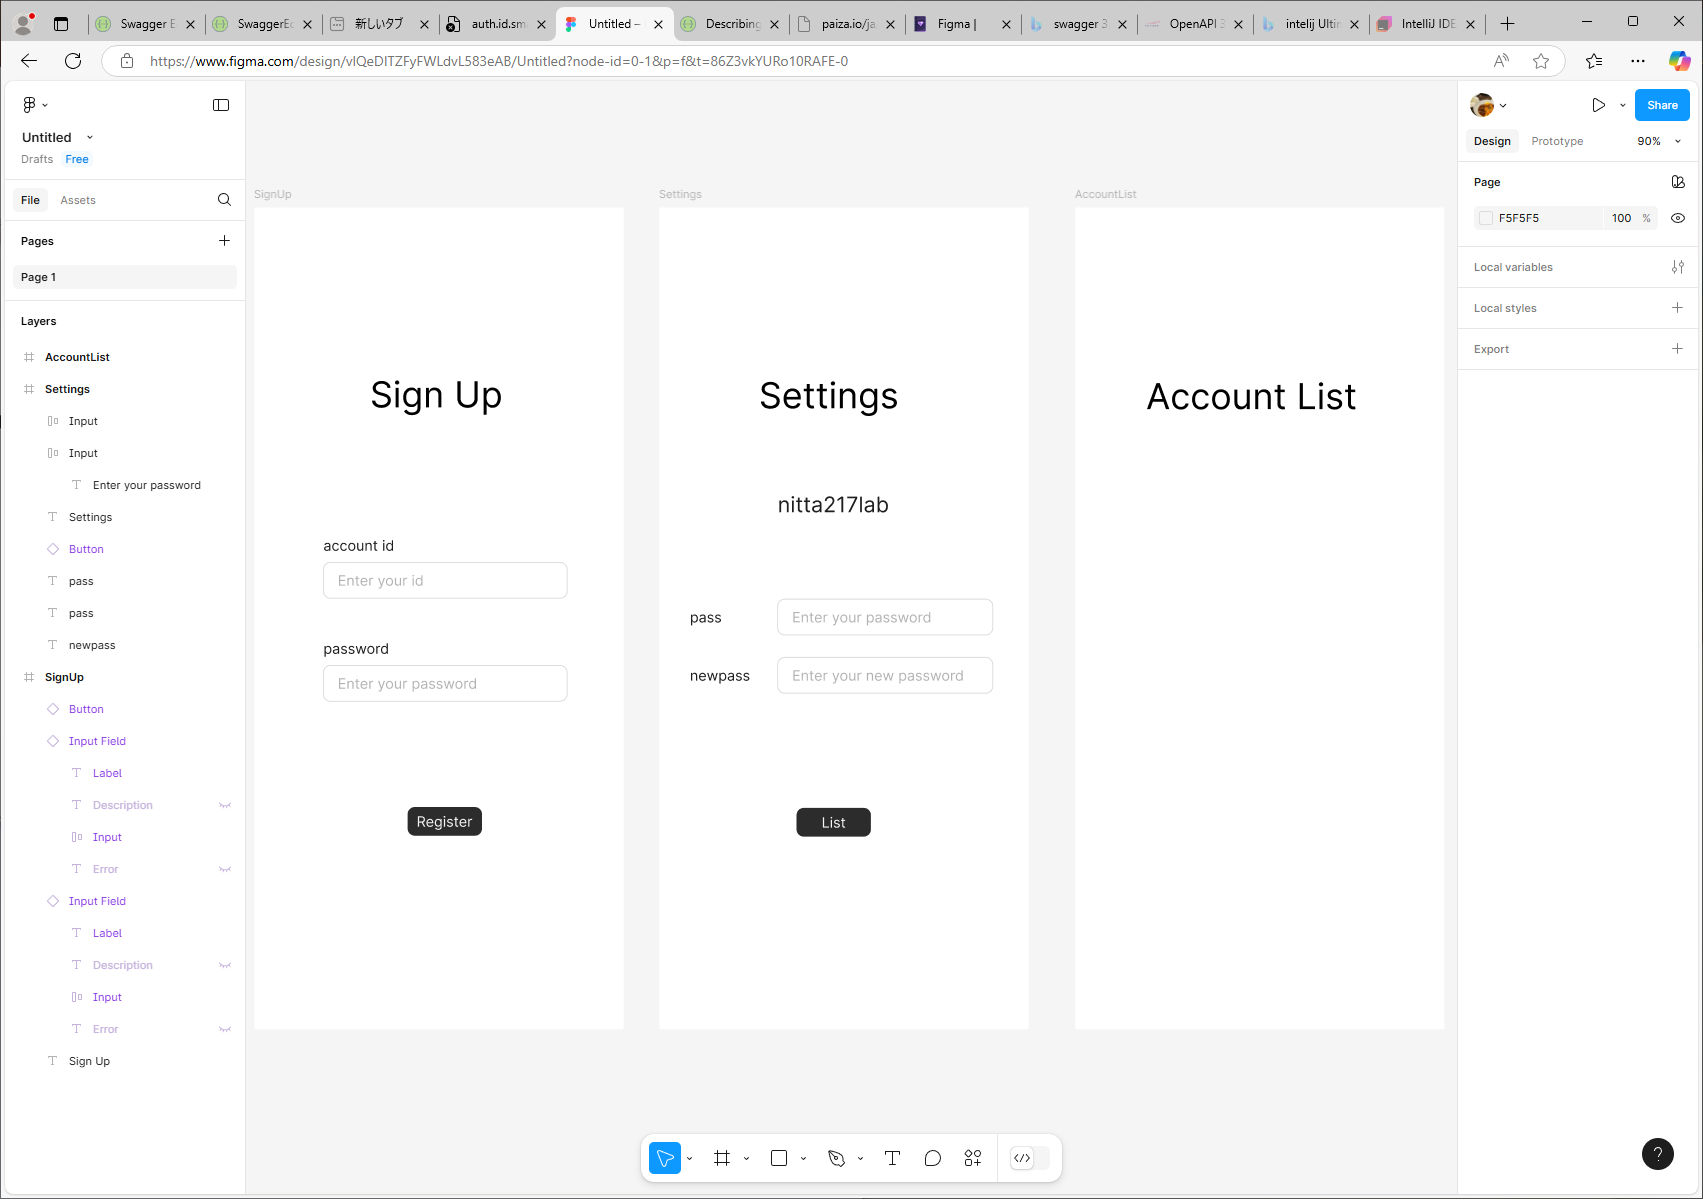 Swagger E
SwaggerEd
新しいタブ
auth.id.sm
Untitled –
Describing
paiza.io/ja
Figma |
swagger 3
OpenAPI 3
intelij Ultim
IntelliJ IDE
https://www.figma.com/design/vlQeDITZFyFWLdvL583eAB/Untitled?node-id=0-1&p=f&t=86Z3vkYURo10RAFE-0
Untitled
Drafts Free
File Assets
Pages
Page 1
Layers
AccountList
Settings
Input
Input
Enter your password
Settings
Button
pass
pass
newpass
SignUp
Button
Input Field
Label
Description
Input
Error
Input Field
Label
Description
Input
Error
Sign Up
SignUp
Sign Up
account id
Enter your id
password
Enter your password
Register
Settings
Settings
nitta217lab
pass Enter your password
newpass Enter your new password
List
AccountList
Account List
Share
Design Prototype 90%
Page
F5F5F5 100 %
Local variables
Local styles
Export
?